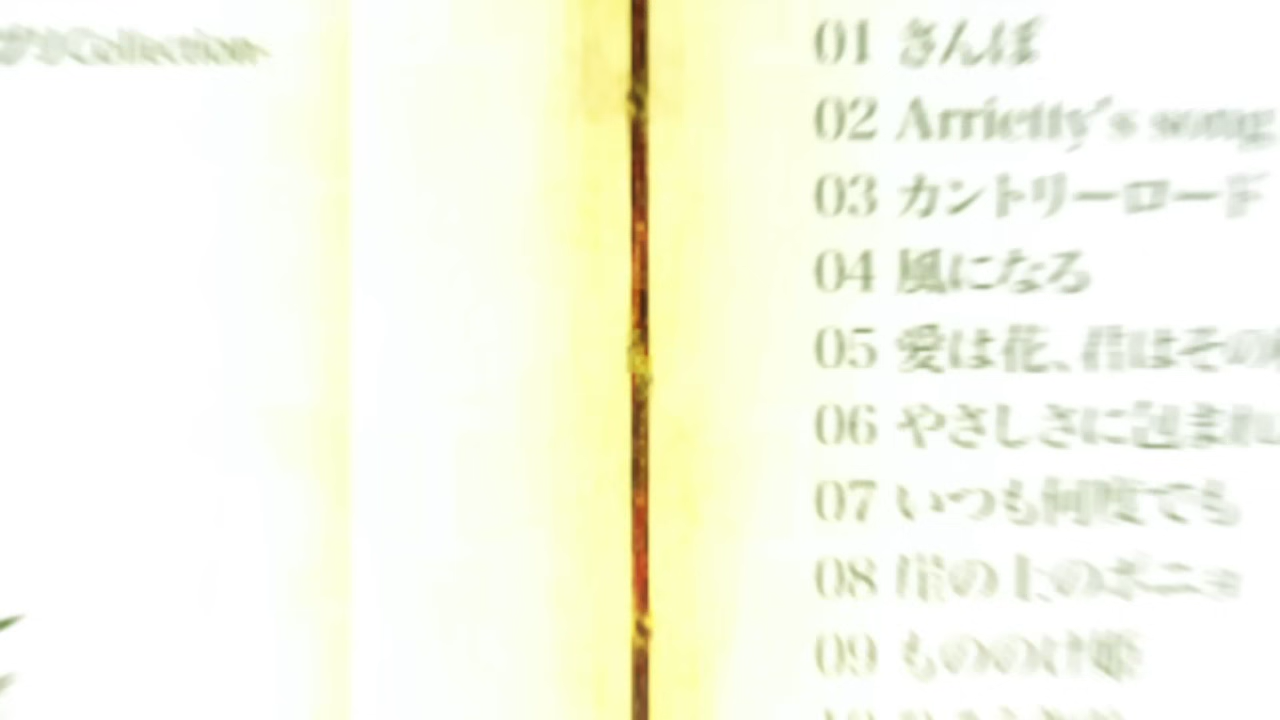 Collection
01 さんぽ
02 Arrietty's song
03 カントリーロード
04 風になる
05 愛は花、君はその
06 やさしさに包まれ
07 いつも何度でも
08 崖の上のポニョ
09 もののけ姫